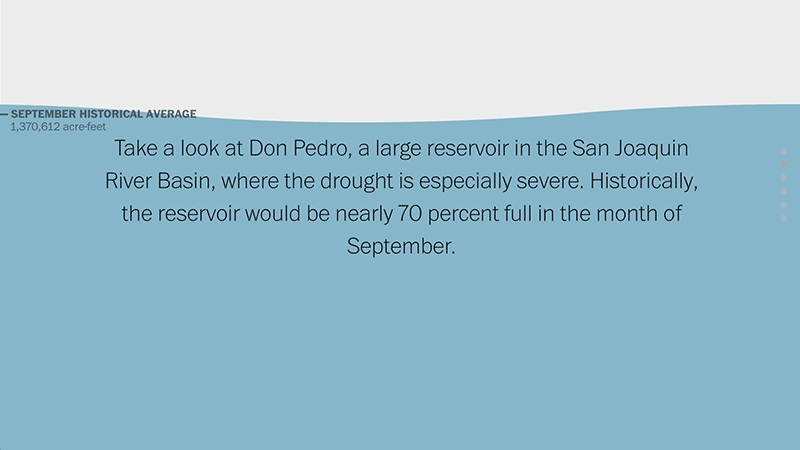 SEPTEMBER HISTORICAL AVERAGE
1,370,612 acre-feet
Take a look at Don Pedro, a large reservoir in the San Joaquin
River Basin, where the drought is especially severe. Historically,
the reservoir would be nearly 70 percent full in the month of
September.